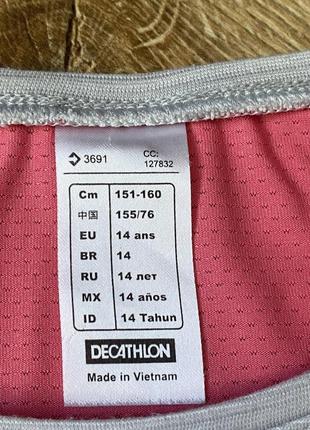 3691 CC: 127832
Cm 151-160
中国 155/76
EU 14 ans
BR 14
RU 14 лет
MX 14 años
ID 14 Tahun
DECATHLON
Made in Vietnam